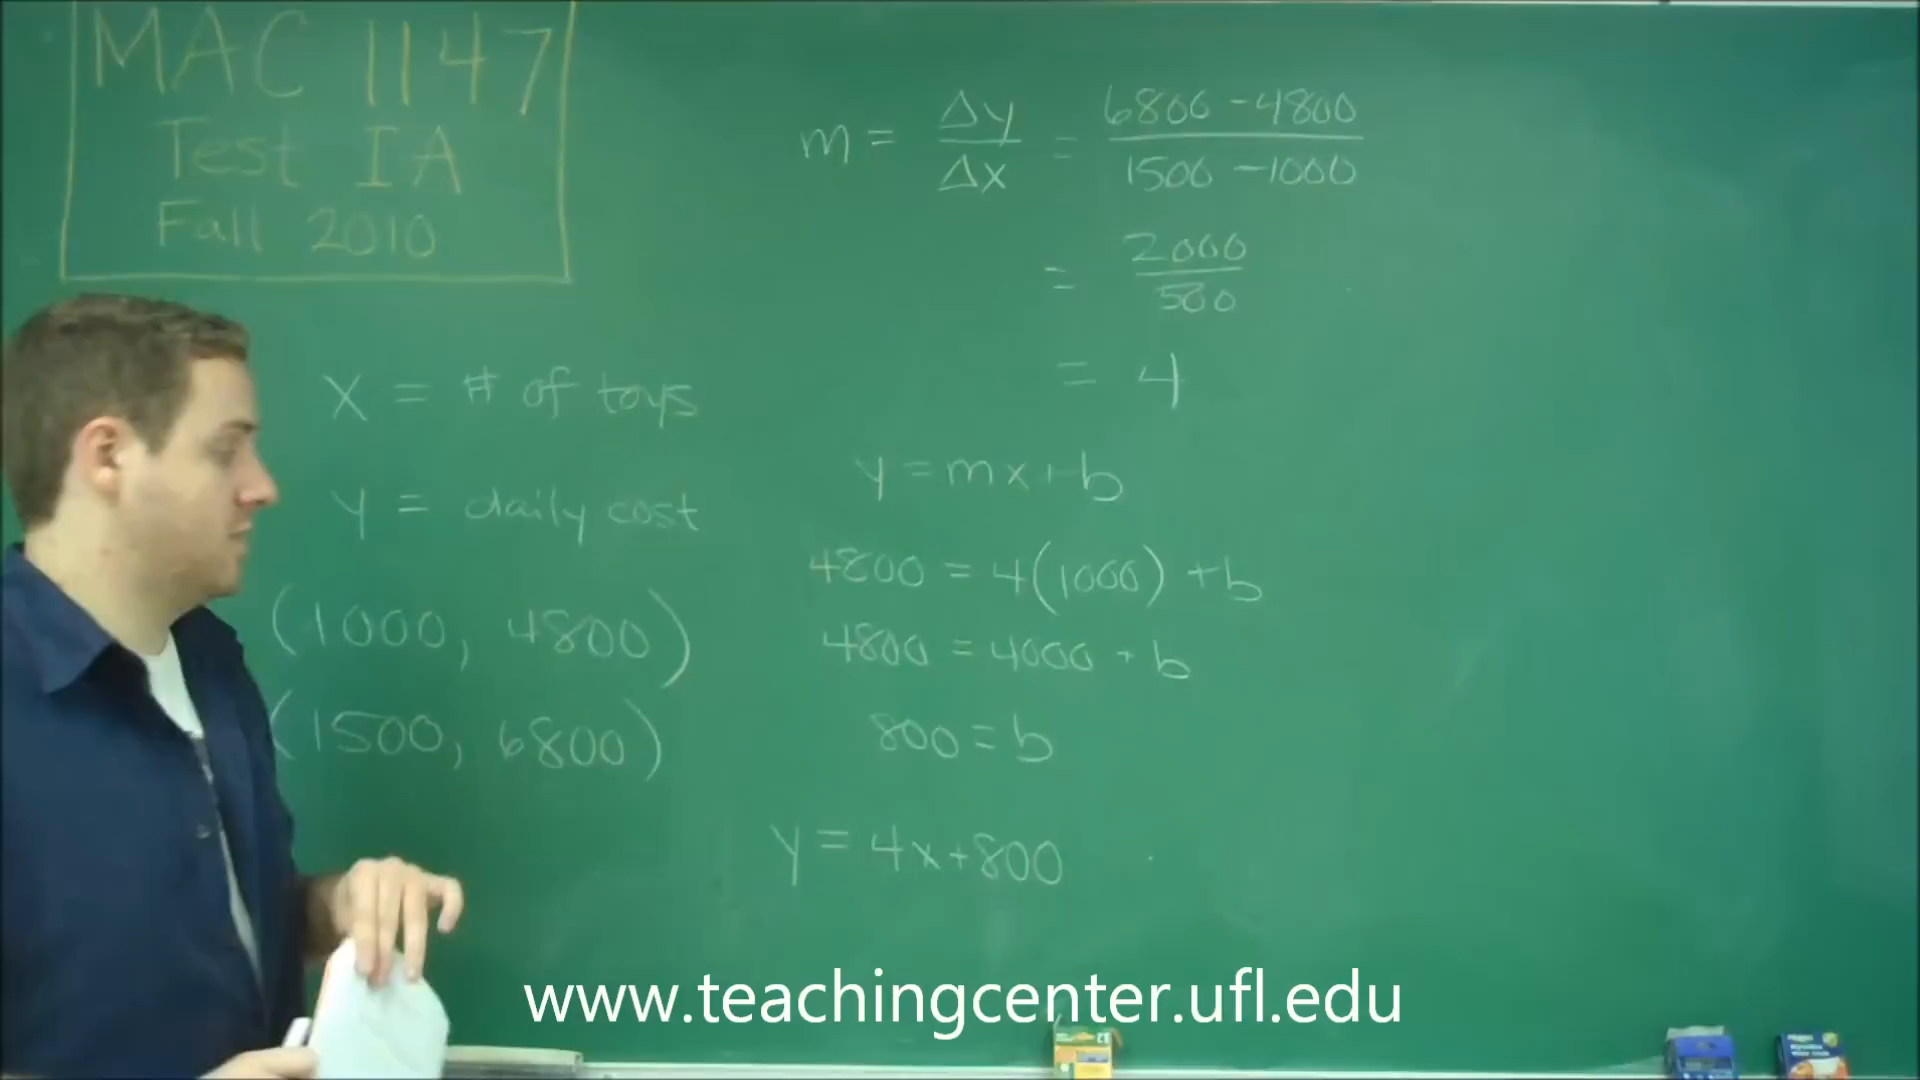 MAC 1147
Test IA
Fall 2010
x = # of toys
y = daily cost
(1000, 4800)
(1500, 6800)
m = Δy/Δx = 6800 - 4800/1500 - 1000
= 2000/500
= 4
y = mx + b
4800 = 4(1000) + b
4800 = 4000 + b
800 = b
y = 4x + 800
www.teachingcenter.ufl.edu